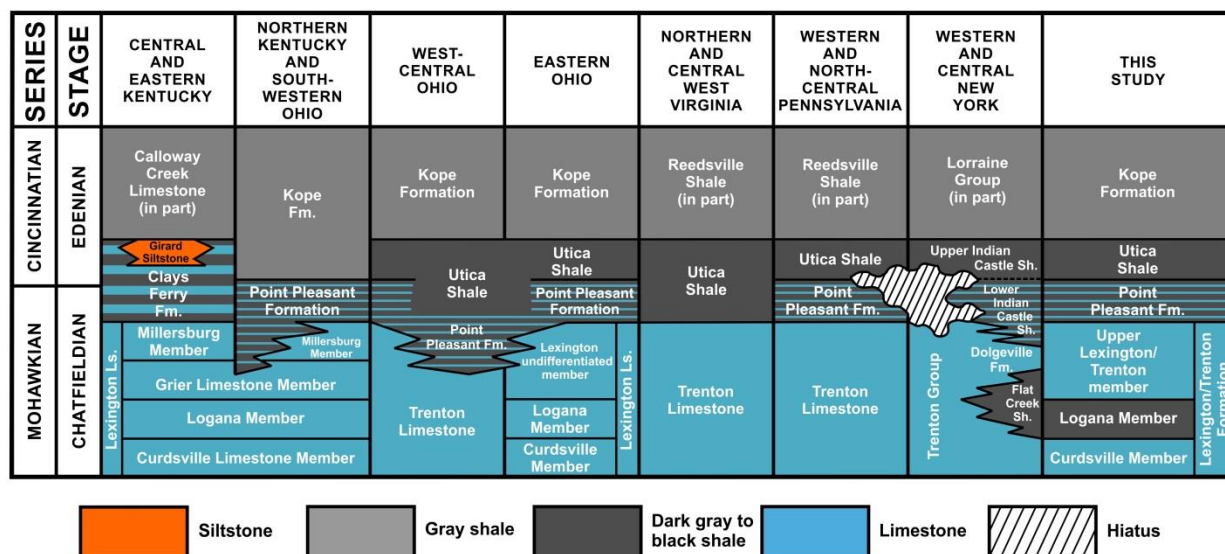 SERIES
STAGE
CENTRAL
AND
EASTERN
KENTUCKY
NORTHERN
KENTUCKY
AND
SOUTH-
WESTERN
OHIO
WEST-
CENTRAL
OHIO
EASTERN
OHIO
NORTHERN
AND
CENTRAL
WEST
VIRGINIA
WESTERN
AND
NORTH-
CENTRAL
PENNSYLVANIA
WESTERN
AND
CENTRAL
NEW
YORK
THIS
STUDY
CINCINNATIAN
EDENIAN
MOHAWKIAN
CHATFIELDIAN
Calloway
Creek
Limestone
(in part)
Girard
Siltstone
Clays
Ferry
Fm.
Lexington Ls.
Millersburg
Member
Grier Limestone Member
Logana Member
Curdsville Limestone Member
Kope
Fm.
Point Pleasant
Formation
Millersburg
Member
Kope
Formation
Utica
Shale
Point
Pleasant Fm.
Trenton
Limestone
Kope
Formation
Utica
Shale
Point Pleasant
Formation
Lexington
undifferentiated
member
Logana
Member
Curdsville
Member
Lexington Ls.
Reedsville
Shale
(in part)
Utica
Shale
Trenton
Limestone
Reedsville
Shale
(in part)
Utica Shale
Point
Pleasant Fm.
Trenton
Limestone
Lorraine
Group
(in part)
Upper Indian
Castle Sh.
Lower
Indian
Castle
Sh.
Dolgeville
Fm.
Flat
Creek
Sh.
Trenton Group
Kope
Formation
Utica
Shale
Point
Pleasant Fm.
Upper
Lexington/
Trenton
member
Logana Member
Curdsville Member
Lexington/Trenton
Formation
Siltstone
Gray shale
Dark gray to
black shale
Limestone
Hiatus